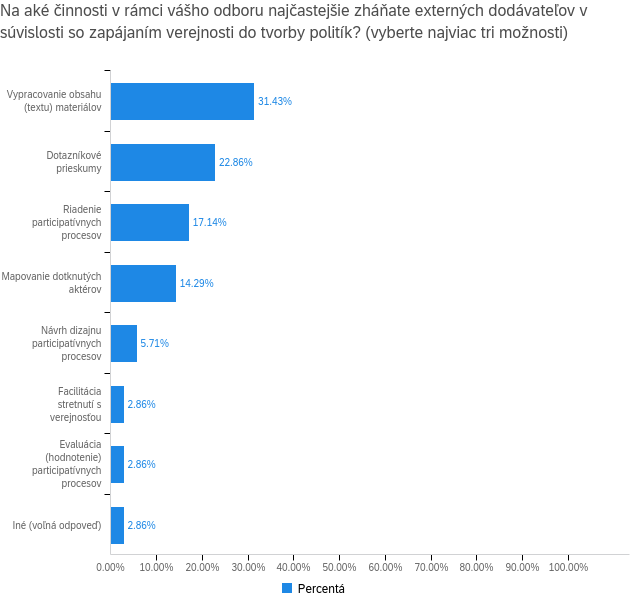 Na aké činnosti v rámci vášho odboru najčastejšie zháňate externých dodávateľov v
súvislosti so zapájaním verejnosti do tvorby politík? (vyberte najviac tri možnosti)
Vypracovanie obsahu
(textu) materiálov
31.43%
Dotazníkové
prieskumy
22.86%
Riadenie
participatívnych
procesov
17.14%
Mapovanie dotknutých
aktérov
14.29%
Návrh dizajnu
participatívnych
procesov
5.71%
Facilitácia
stretnutí s
verejnosťou
2.86%
Evaluácia
(hodnotenie)
participatívnych
procesov
2.86%
Iné (voľná odpoveď)
2.86%
0.00% 10.00% 20.00% 30.00% 40.00% 50.00% 60.00% 70.00% 80.00% 90.00% 100.00%
Percentá